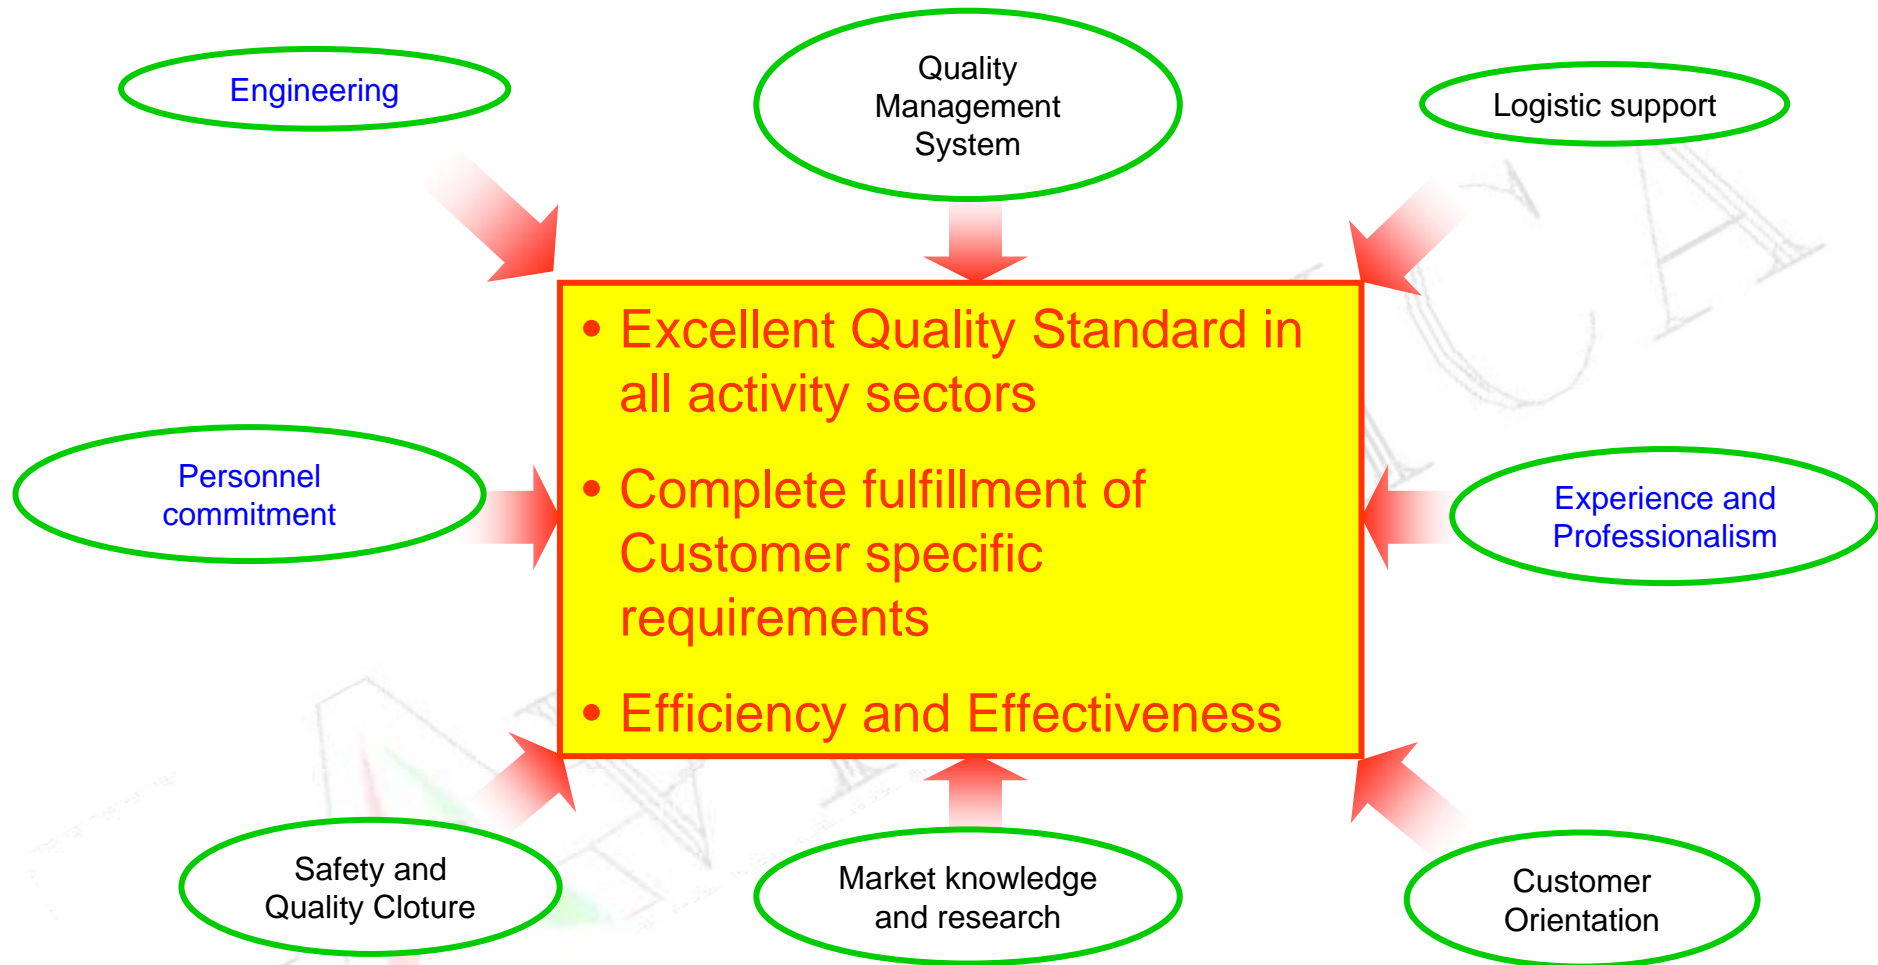 Engineering
Quality
Management
System
Logistic support
• Excellent Quality Standard in
all activity sectors
• Complete fulfillment of
Customer specific
requirements
• Efficiency and Effectiveness
Personnel
commitment
Experience and
Professionalism
Safety and
Quality Cloture
Market knowledge
and research
Customer
Orientation